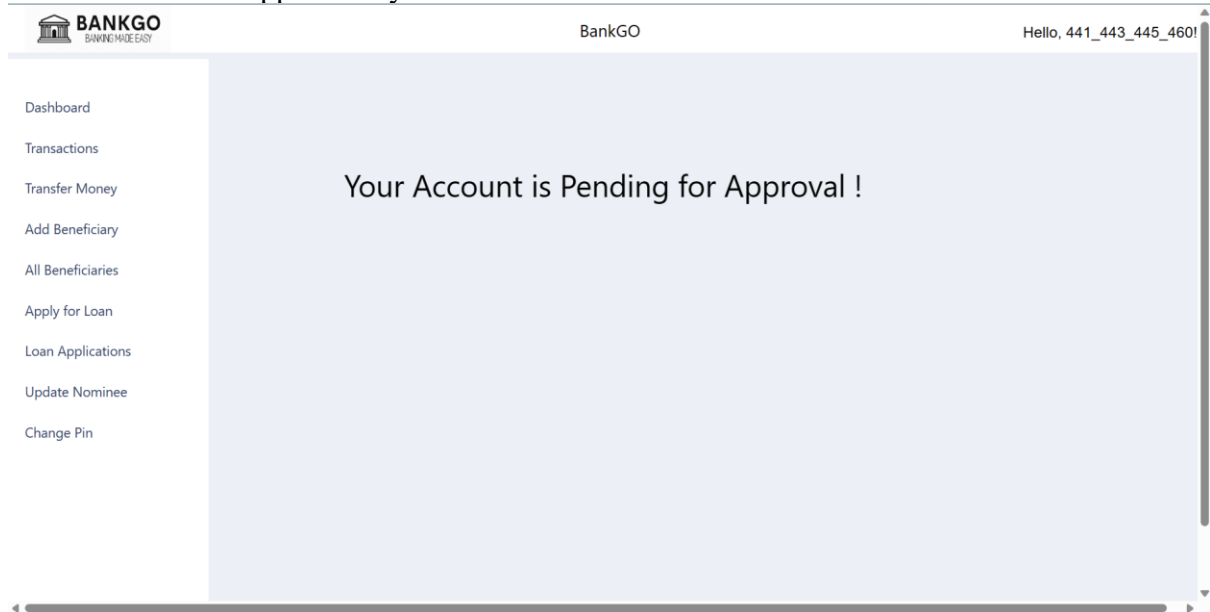 BANKGO
BANKING MADE EASY
BankGO
Hello, 441_443_445_460!
Dashboard
Transactions
Transfer Money
Your Account is Pending for Approval !
Add Beneficiary
All Beneficiaries
Apply for Loan
Loan Applications
Update Nominee
Change Pin